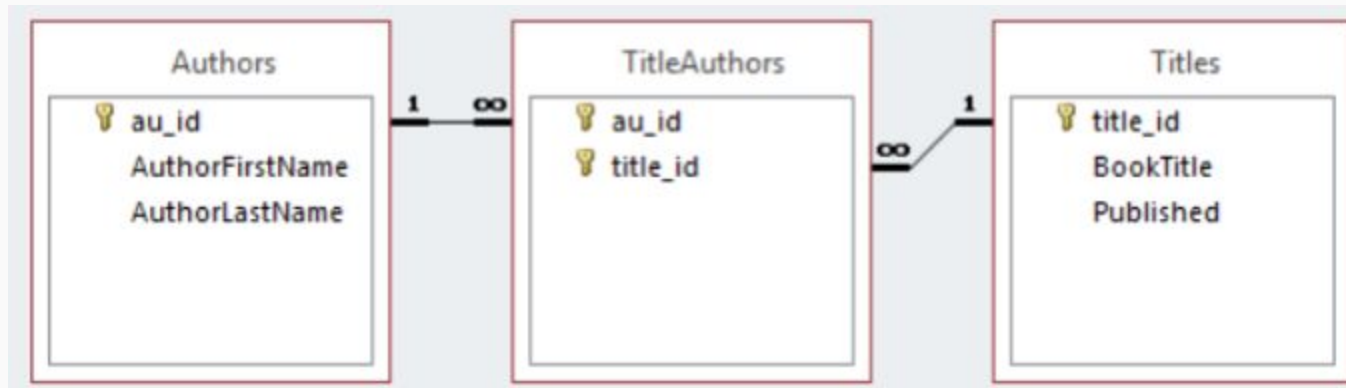 Authors
au_id
AuthorFirstName
AuthorLastName
1 ∞
TitleAuthors
au_id
title_id
∞ 1
Titles
title_id
BookTitle
Published